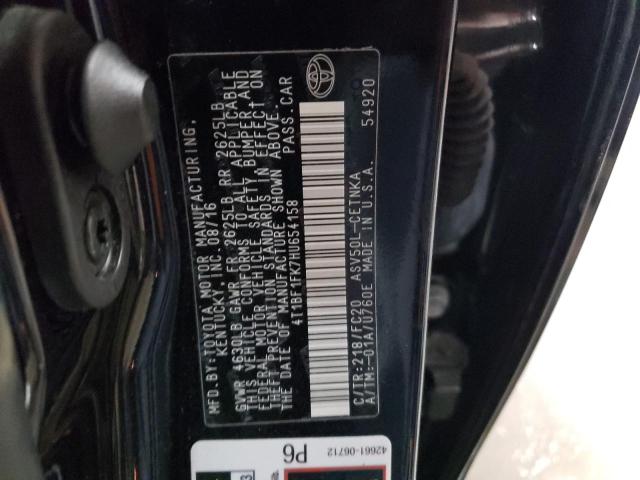 MFD.BY:TOYOTA MOTOR MANUFACTURING,
KENTUCKY, INC. 08/16
GVWR 4630LB GAWR FR 2625LB RR 2625LB
THIS VEHICLE CONFORMS TO ALL APPLICABLE
FEDERAL MOTOR VEHICLE SAFETY, BUMPER, AND
THEFT PREVENTION STANDARDS IN EFFECT ON
THE DATE OF MANUFACTURE SHOWN ABOVE.
4T1BF1FK7HU654158 PASS.CAR
C/TR:218/FC20 ASV50L-CETNKA
A/TM:-01A/U760E MADE IN U.S.A. 54920
42661-06712
P6